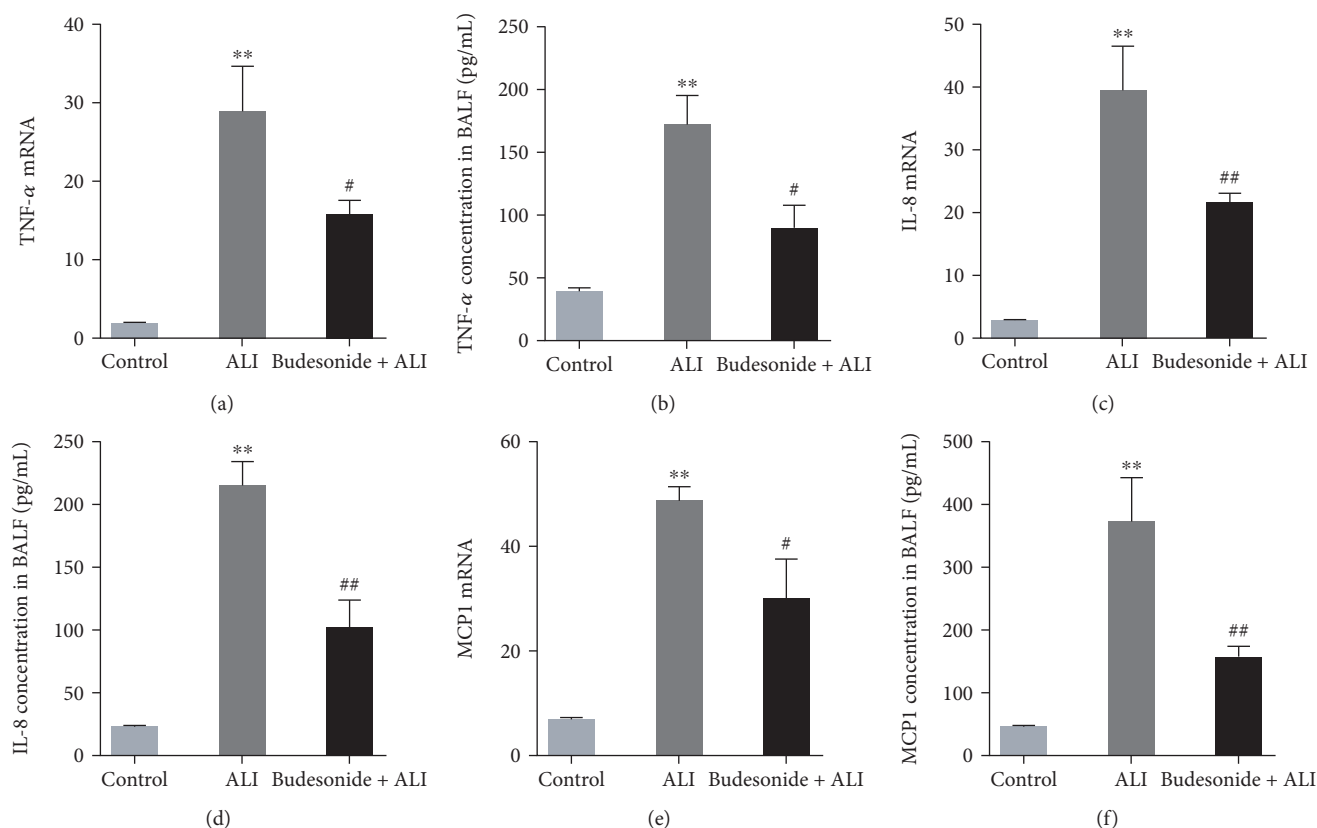 TNF-α mRNA
40
30
20
10
0
**
#
Control ALI Budesonide + ALI
(a)
TNF-α concentration in BALF (pg/mL)
250
200
150
100
50
0
**
#
Control ALI Budesonide + ALI
(b)
IL-8 mRNA
50
40
30
20
10
0
**
##
Control ALI Budesonide + ALI
(c)
IL-8 concentration in BALF (pg/mL)
250
200
150
100
50
0
**
##
Control ALI Budesonide + ALI
(d)
MCP1 mRNA
60
40
20
0
**
#
Control ALI Budesonide + ALI
(e)
MCP1 concentration in BALF (pg/mL)
500
400
300
200
100
0
**
##
Control ALI Budesonide + ALI
(f)